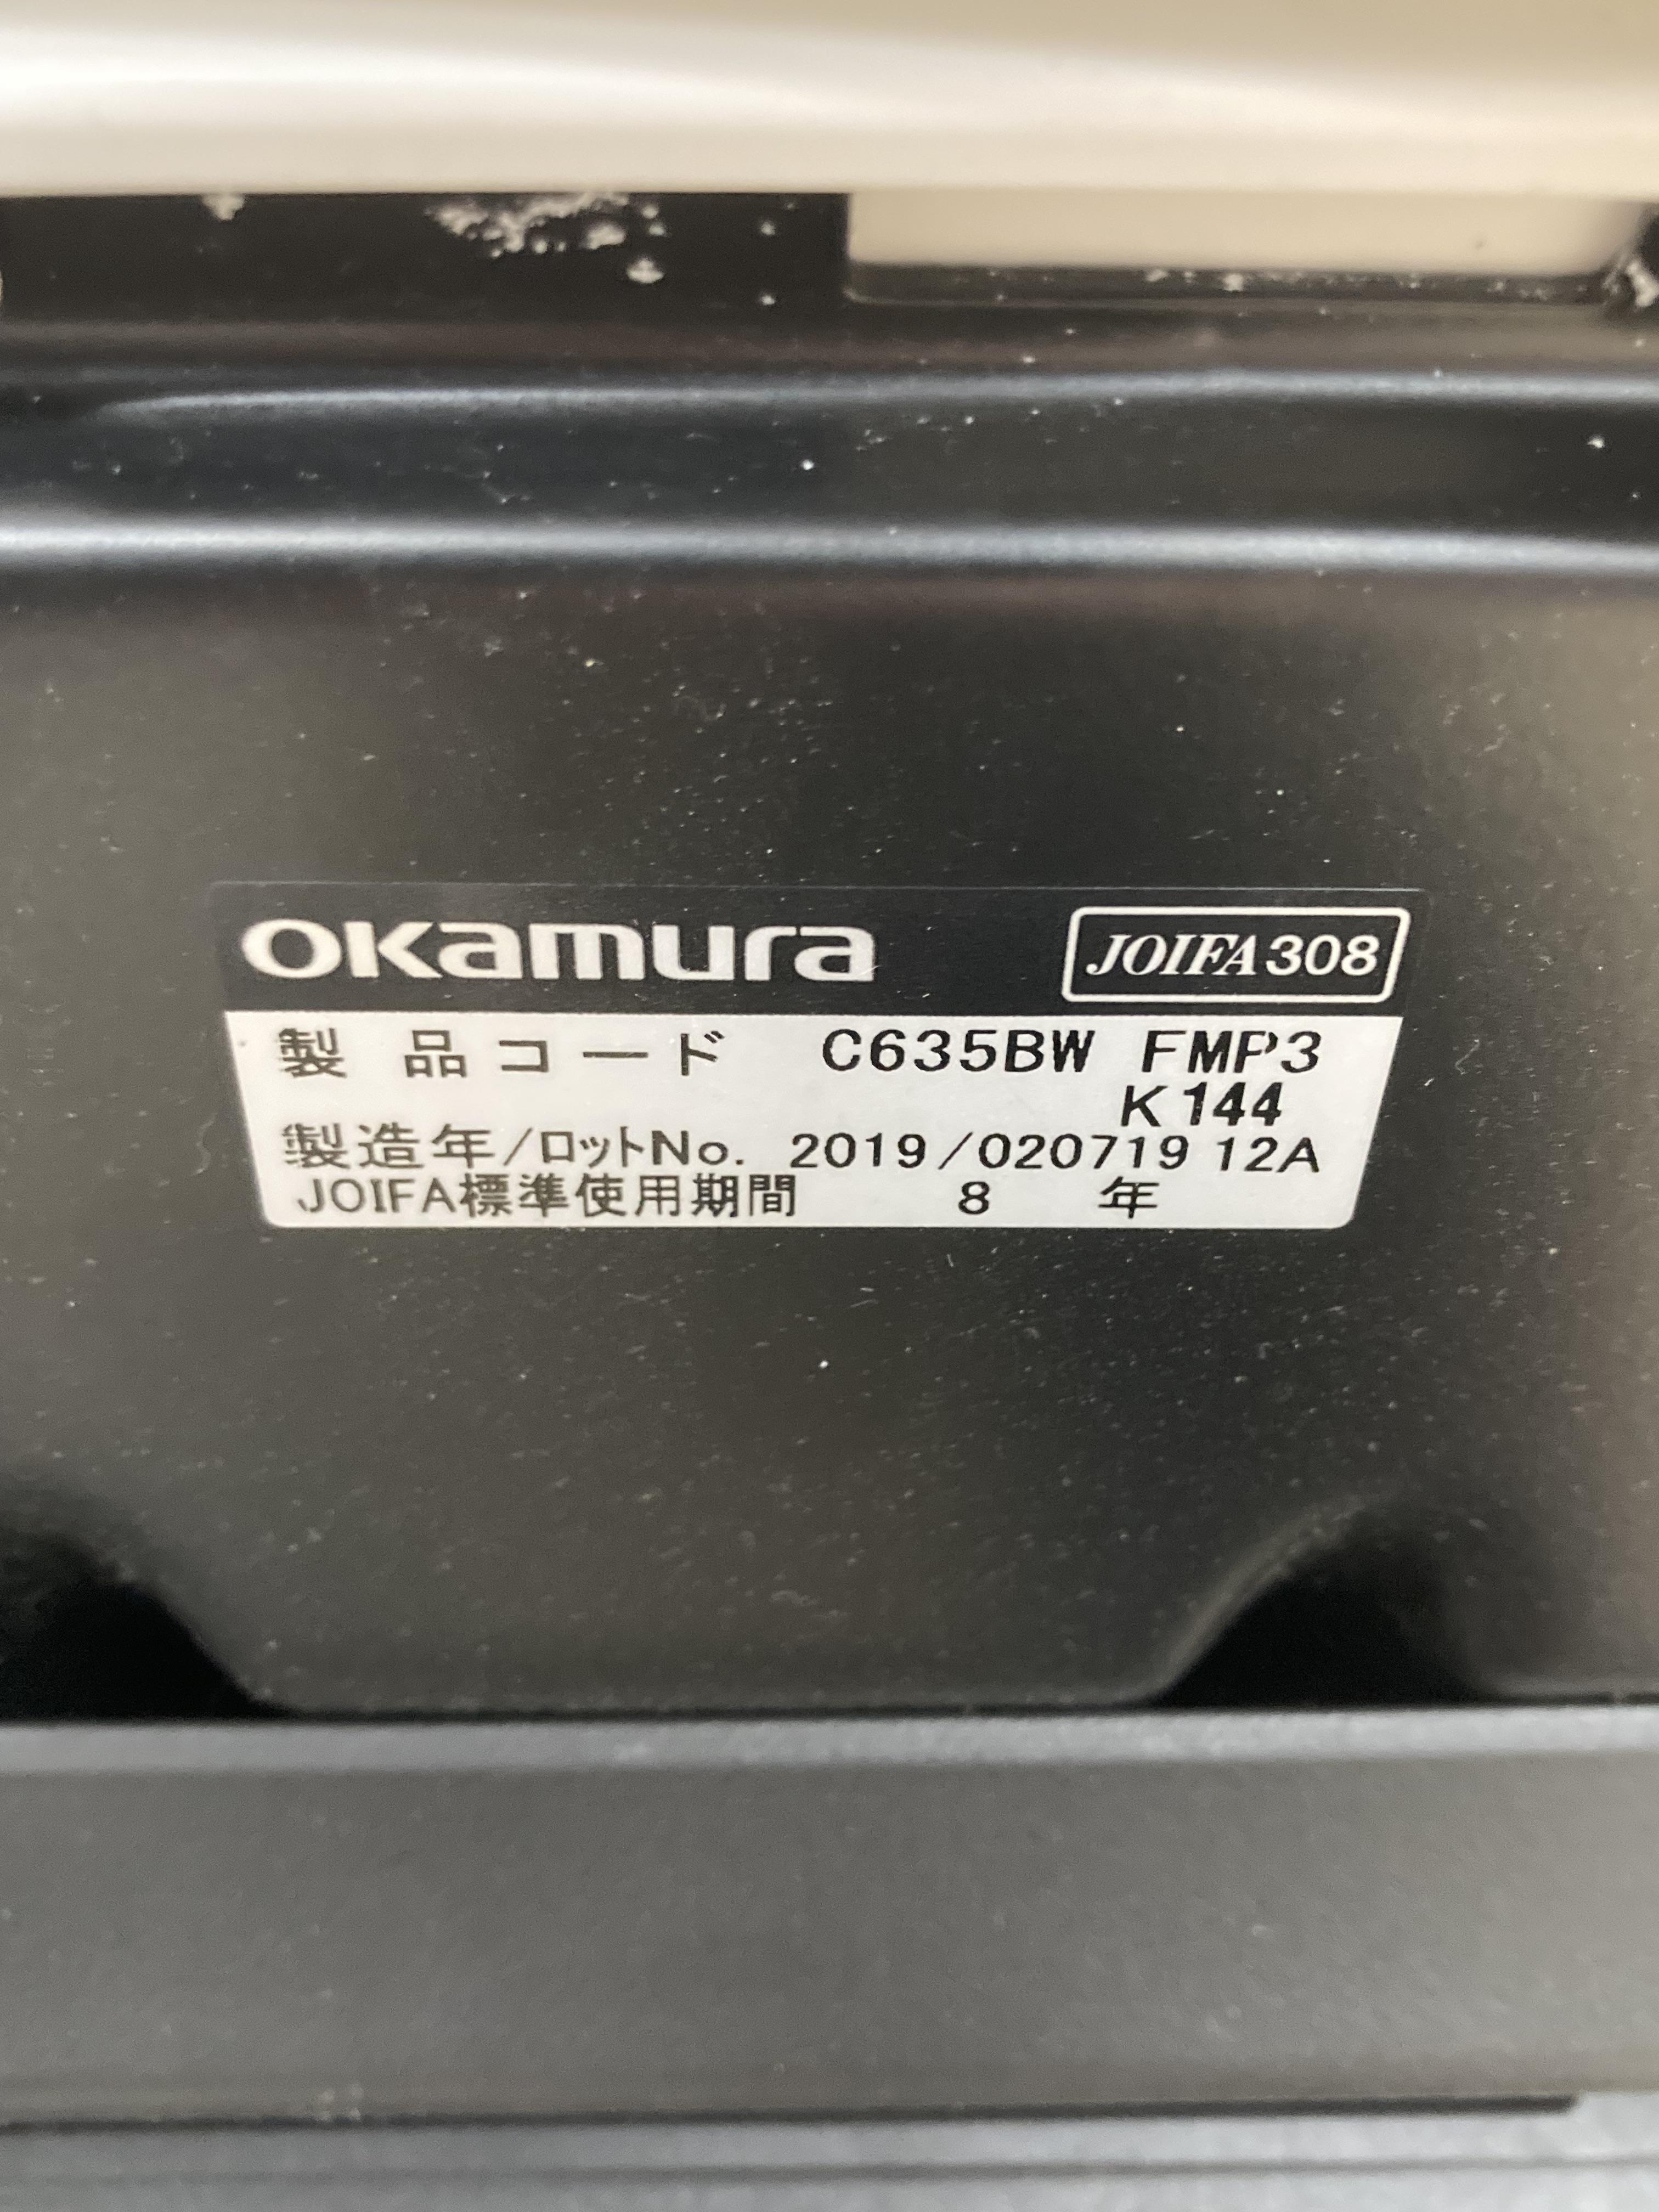 okamura JOIFA308
製品コード C635BW FMP3
K144
製造年/ロットNo. 2019/020719 12A
JOIFA標準使用期間 8 年